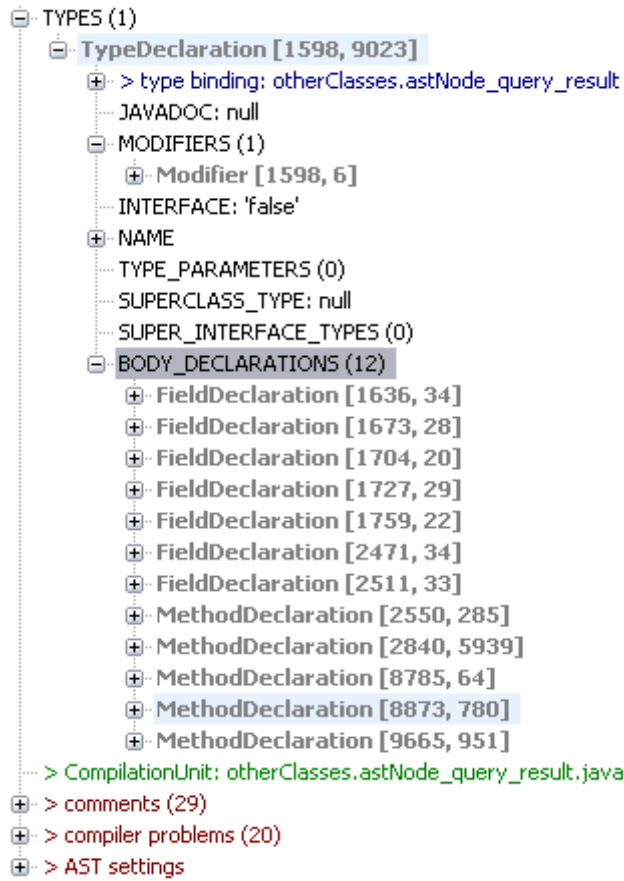 TYPES (1)
TypeDeclaration [1598, 9023]
> type binding: otherClasses.astNode_query_result
JAVADOC: null
MODIFIERS (1)
Modifier [1598, 6]
INTERFACE: 'false'
NAME
TYPE_PARAMETERS (0)
SUPERCLASS_TYPE: null
SUPER_INTERFACE_TYPES (0)
BODY_DECLARATIONS (12)
FieldDeclaration [1636, 34]
FieldDeclaration [1673, 28]
FieldDeclaration [1704, 20]
FieldDeclaration [1727, 29]
FieldDeclaration [1759, 22]
FieldDeclaration [2471, 34]
FieldDeclaration [2511, 33]
MethodDeclaration [2550, 285]
MethodDeclaration [2840, 5939]
MethodDeclaration [8785, 64]
MethodDeclaration [8873, 780]
MethodDeclaration [9665, 951]
> CompilationUnit: otherClasses.astNode_query_result.java
> comments (29)
> compiler problems (20)
> AST settings